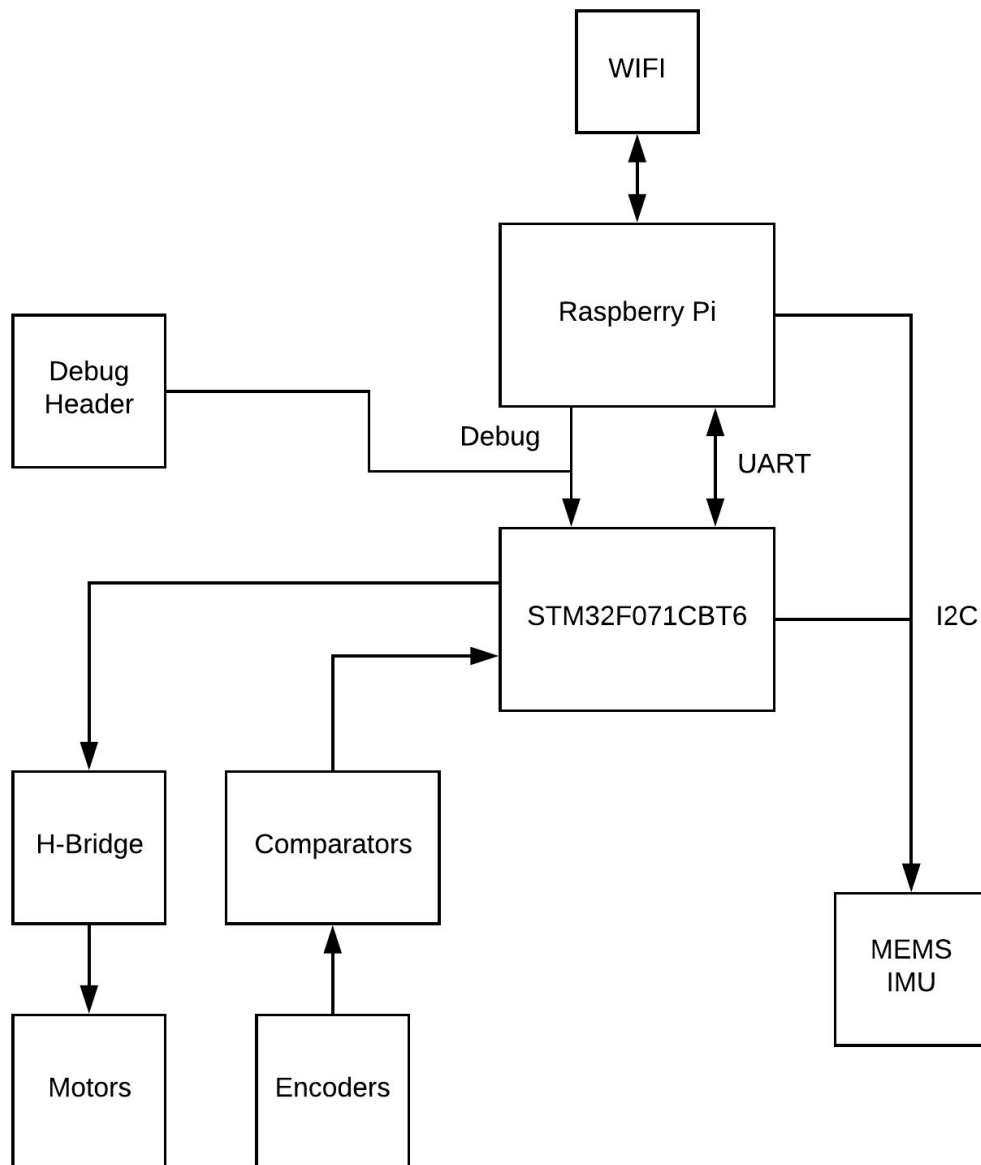 WIFI
Raspberry Pi
Debug
Header
Debug
UART
STM32F071CBT6
I2C
H-Bridge
Comparators
MEMS
IMU
Motors
Encoders